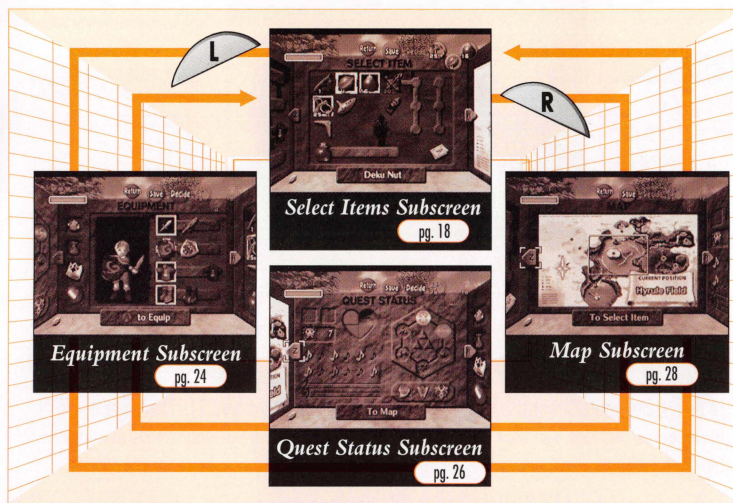 L
R
Return Save Decide
SELECT ITEM
Deku Nut
Select Items Subscreen
pg. 18
Return Save Decide
EQUIPMENT
to Equip
Equipment Subscreen
pg. 24
Return Save Decide
CURRENT POSITION
Hyrule Field
To Select Item
Map Subscreen
pg. 28
Return Save Decide
QUEST STATUS
7
To Map
Quest Status Subscreen
pg. 26